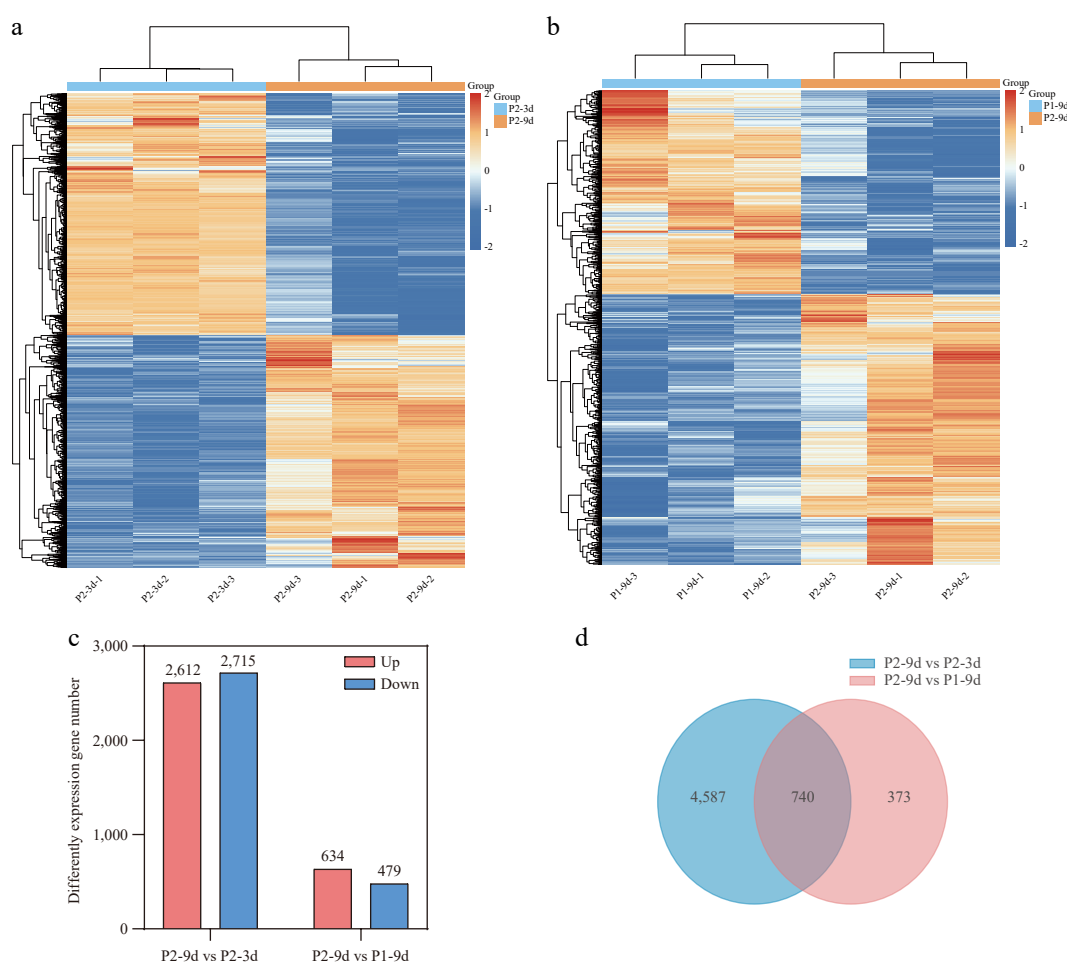 a
Group
Group
P2-3d
P2-9d
2
1
0
-1
-2
P2-3d-1
P2-3d-2
P2-3d-3
P2-9d-3
P2-9d-1
P2-9d-2
b
Group
Group
P1-9d
P2-9d
2
1
0
-1
-2
P1-9d-3
P1-9d-1
P1-9d-2
P2-9d-3
P2-9d-1
P2-9d-2
c
Differently expression gene number
3,000
2,000
1,000
0
2,612
2,715
634
479
Up
Down
P2-9d vs P2-3d
P2-9d vs P1-9d
d
P2-9d vs P2-3d
P2-9d vs P1-9d
4,587
740
373